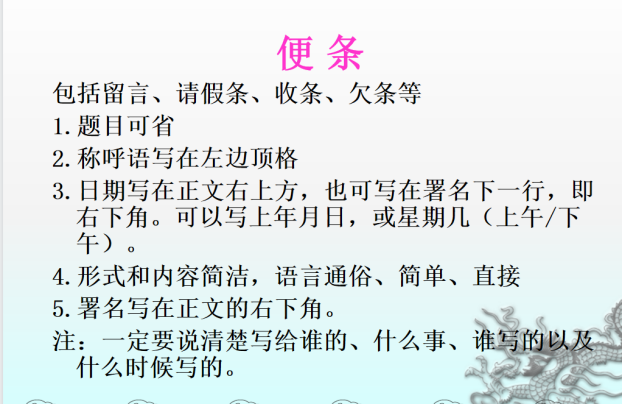 便 条
包括留言、请假条、收条、欠条等
1.题目可省
2.称呼语写在左边顶格
3.日期写在正文右上方，也可写在署名下一行，即
右下角。可以写上年月日，或星期几（上午/下
午）。
4.形式和内容简洁，语言通俗、简单、直接
5.署名写在正文的右下角。
注：一定要说清楚写给谁的、什么事、谁写的以及
什么时候写的。